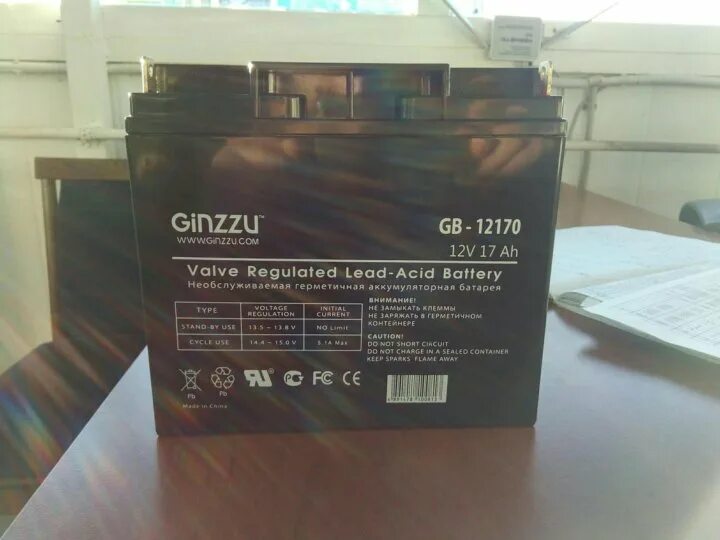 GiNZZU™
WWW.GiNZZU.COM
GB - 12170
12V 17 Ah
Valve Regulated Lead-Acid Battery
Необслуживаемая герметичная аккумуляторная батарея
TYPE VOLTAGE REGULATION INITIAL CURRENT
STAND-BY USE 13.5 – 13.8 V NO Limit
CYCLE USE 14.4 – 15.0 V 5.1A Max
ВНИМАНИЕ!
НЕ ЗАМЫКАТЬ КЛЕММЫ
НЕ ЗАРЯЖАТЬ В ГЕРМЕТИЧНОМ
КОНТЕЙНЕРЕ
CAUTION!
DO NOT SHORT CIRCUIT
DO NOT CHARGE IN A SEALED CONTAINER
KEEP SPARKS FLAME AWAY
Pb Pb
Made in China